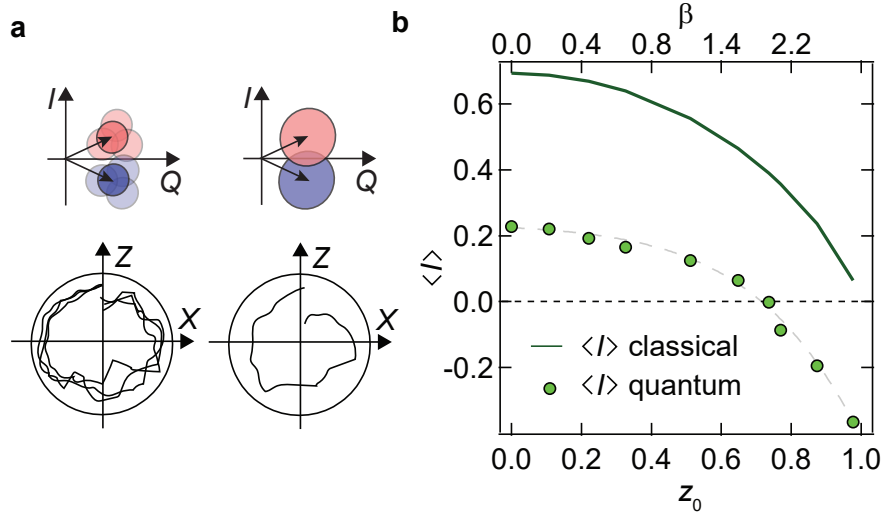 a
I
Q
I
Q
Z
X
Z
X
b
β
0.0 0.4 0.8 1.4 2.2
0.6
0.4
0.2
0.0
-0.2
⟨I⟩
⟨I⟩ classical
⟨I⟩ quantum
0.0 0.2 0.4 0.6 0.8 1.0
z₀